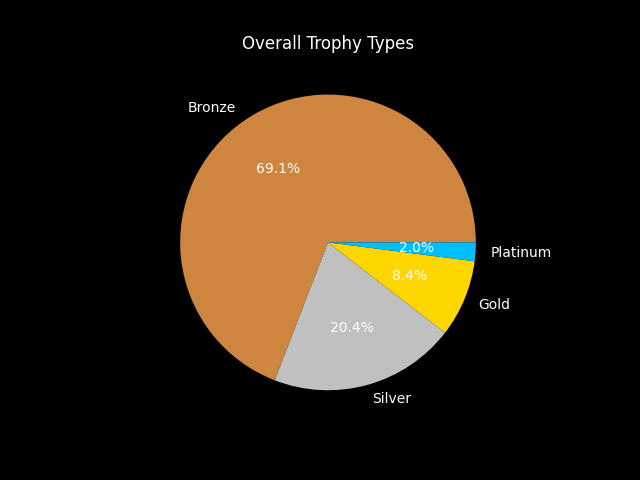 Overall Trophy Types
Bronze
69.1%
2.0%
Platinum
8.4%
Gold
20.4%
Silver